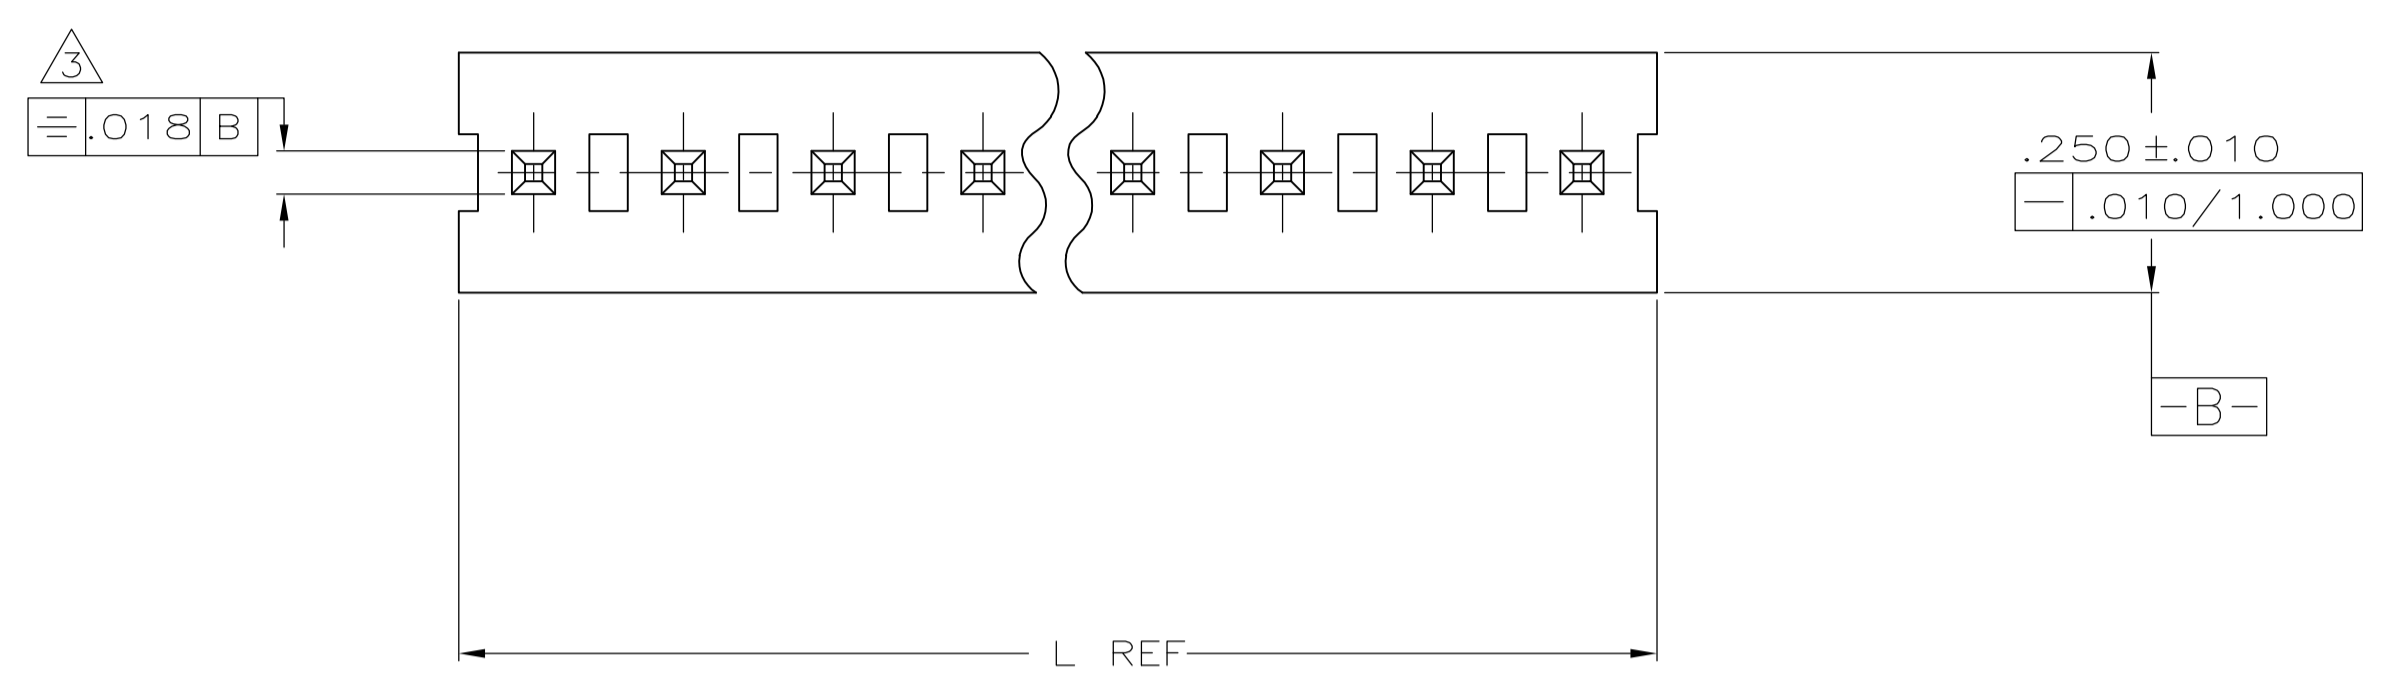 3
⌯ .018 B
.250±.010
⏤ .010/1.000
-B-
L REF